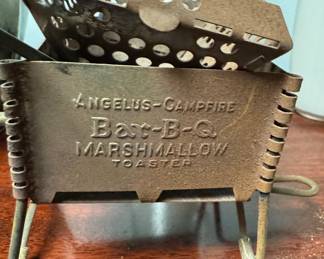 ANGELUS-CAMPFIRE
Bar-B-Q
MARSHMALLOW
TOASTER